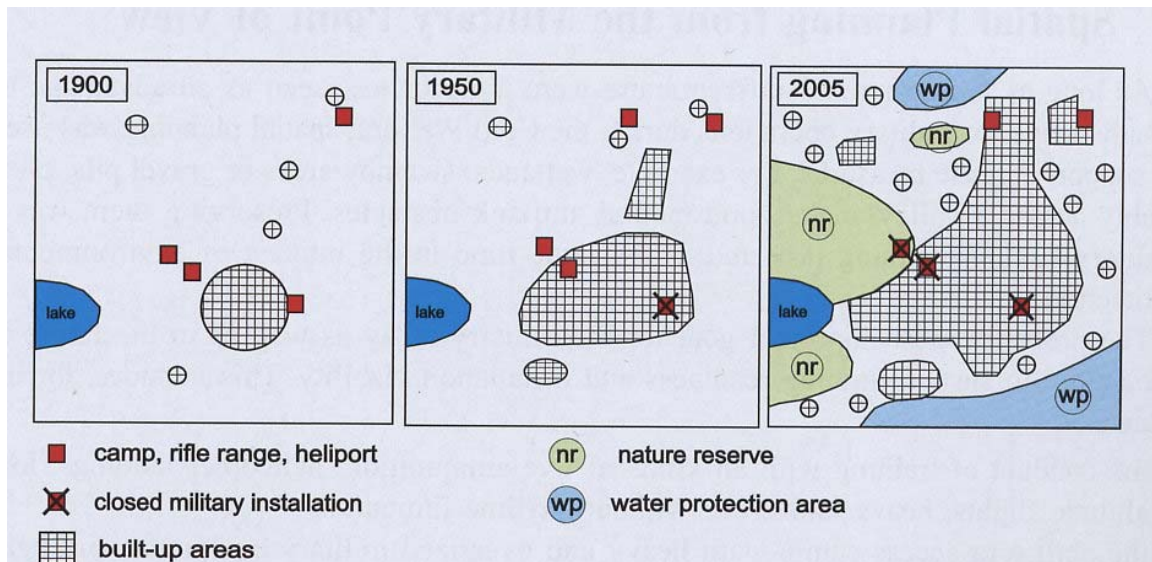 Spatial Planning from the Military Point of View
1900
lake
1950
lake
2005
wp
nr
nr
lake
nr
wp
camp, rifle range, heliport
closed military installation
built-up areas
nr nature reserve
wp water protection area